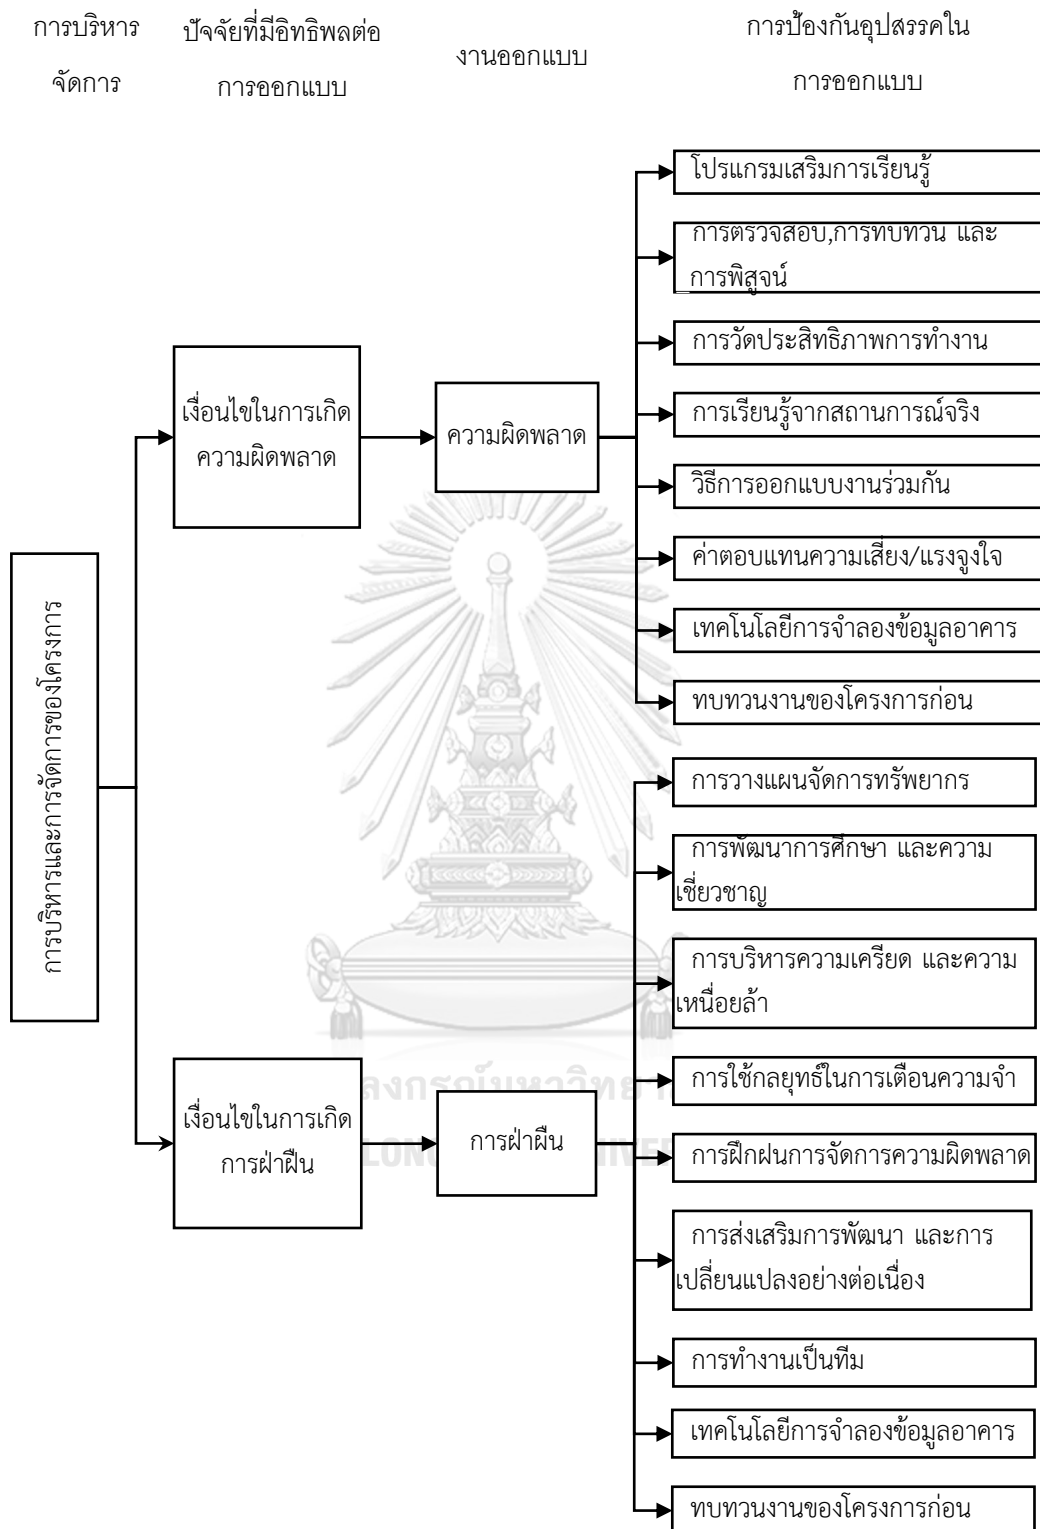 การบริหาร
จัดการ
ปัจจัยที่มีอิทธิพลต่อ
การออกแบบ
งานออกแบบ
การป้องกันอุปสรรคใน
การออกแบบ
การบริหารและการจัดการของโครงการ
เงื่อนไขในการเกิด
ความผิดพลาด
ความผิดพลาด
โปรแกรมเสริมการเรียนรู้
การตรวจสอบ,การทบทวน และ
การพิสูจน์
การวัดประสิทธิภาพการทำงาน
การเรียนรู้จากสถานการณ์จริง
วิธีการออกแบบงานร่วมกัน
ค่าตอบแทนความเสี่ยง/แรงจูงใจ
เทคโนโลยีการจำลองข้อมูลอาคาร
ทบทวนงานของโครงการก่อน
เงื่อนไขในการเกิด
การฝ่าฝืน
การฝ่าผืน
การวางแผนจัดการทรัพยากร
การพัฒนาการศึกษา และความ
เชี่ยวชาญ
การบริหารความเครียด และความ
เหนื่อยล้า
การใช้กลยุทธ์ในการเตือนความจำ
การฝึกฝนการจัดการความผิดพลาด
การส่งเสริมการพัฒนา และการ
เปลี่ยนแปลงอย่างต่อเนื่อง
การทำงานเป็นทีม
เทคโนโลยีการจำลองข้อมูลอาคาร
ทบทวนงานของโครงการก่อน